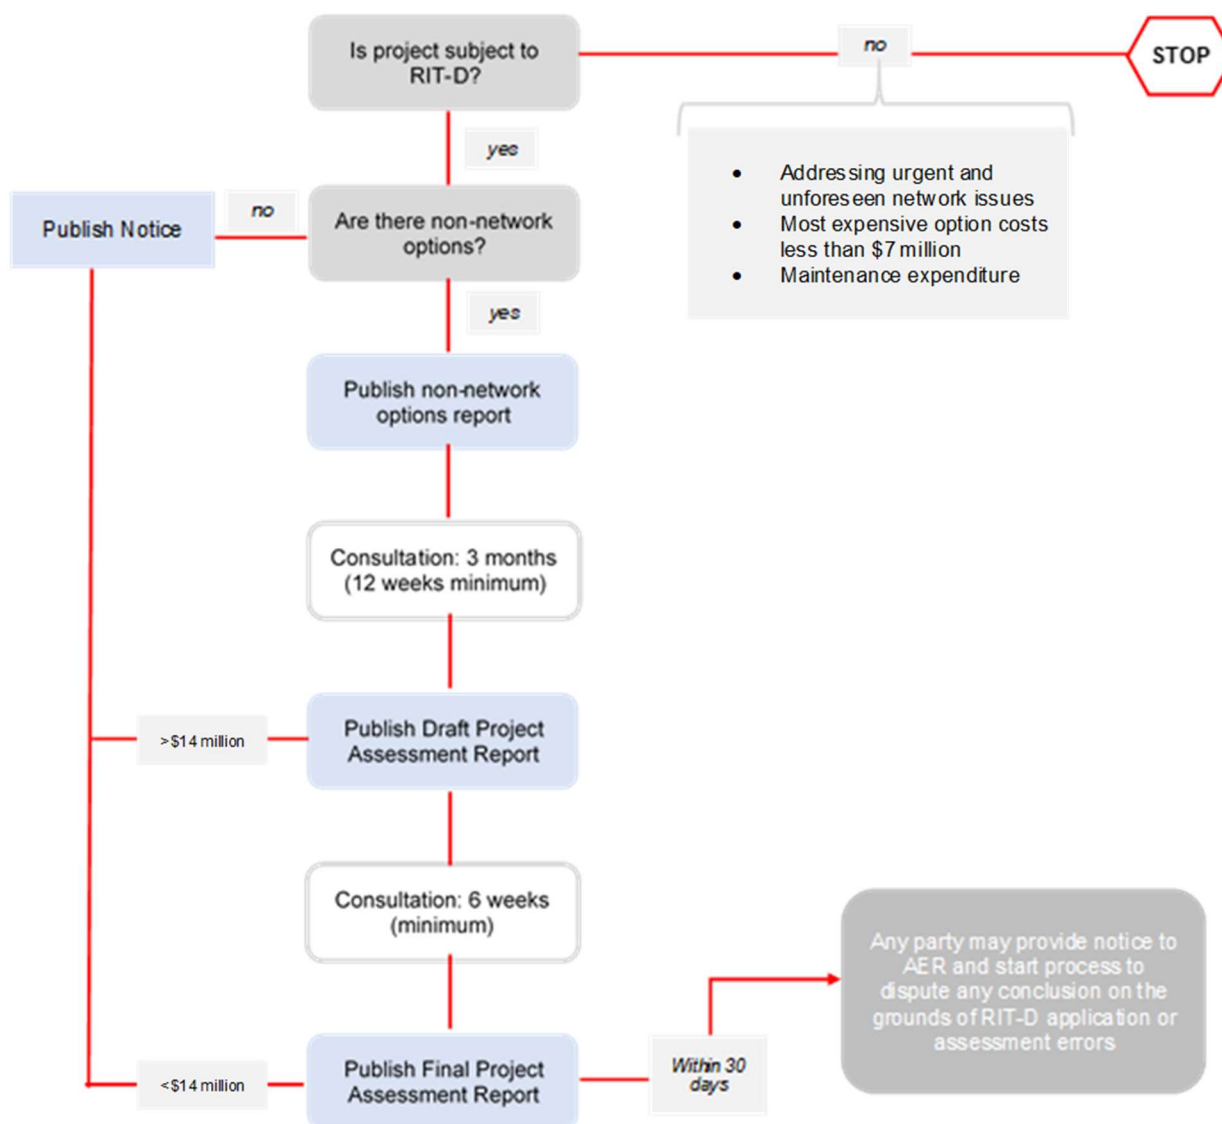 Is project subject to
RIT-D?
no
STOP
yes
• Addressing urgent and
unforeseen network issues
• Most expensive option costs
less than $7 million
• Maintenance expenditure
Publish Notice
no
Are there non-network
options?
yes
Publish non-network
options report
Consultation: 3 months
(12 weeks minimum)
>$14 million
Publish Draft Project
Assessment Report
Consultation: 6 weeks
(minimum)
Any party may provide notice to
AER and start process to
dispute any conclusion on the
grounds of RIT-D application or
assessment errors
<$14 million
Publish Final Project
Assessment Report
Within 30
days